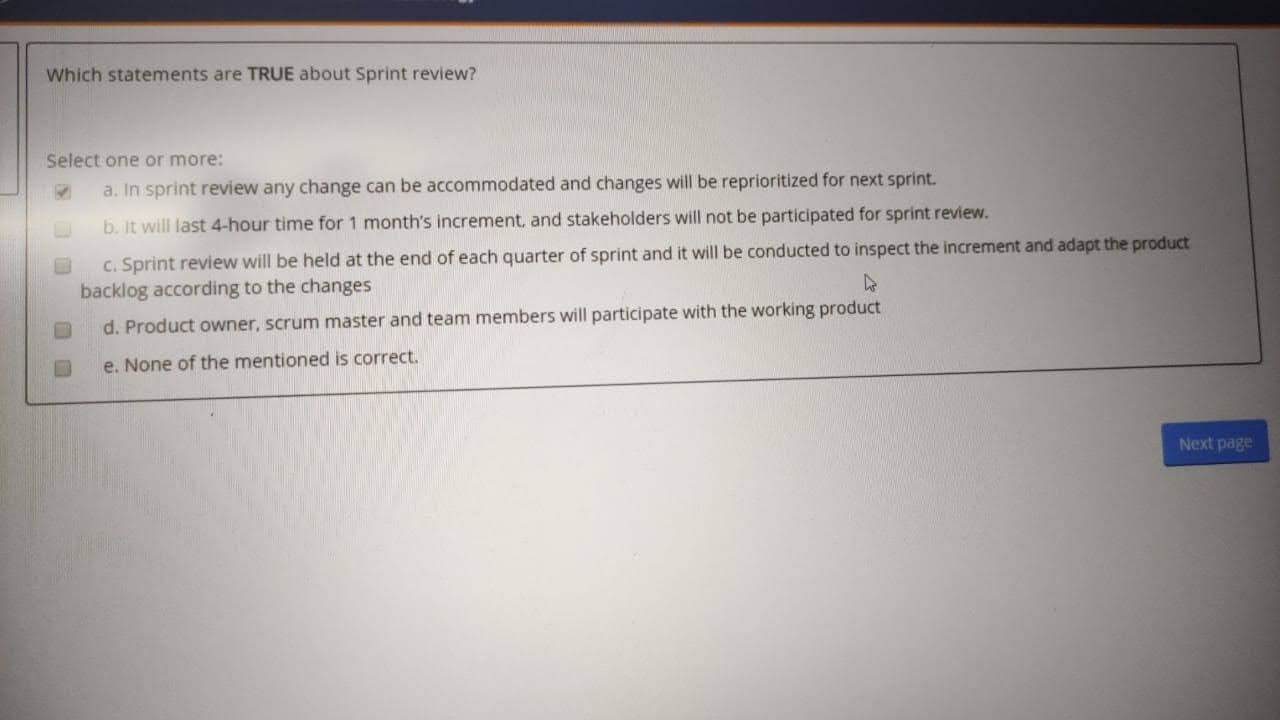 Which statements are TRUE about Sprint review?
Select one or more:
a. In sprint review any change can be accommodated and changes will be reprioritized for next sprint.
b. It will last 4-hour time for 1 month's increment, and stakeholders will not be participated for sprint review.
c. Sprint review will be held at the end of each quarter of sprint and it will be conducted to inspect the increment and adapt the product
backlog according to the changes
d. Product owner, scrum master and team members will participate with the working product
e. None of the mentioned is correct.
Next page